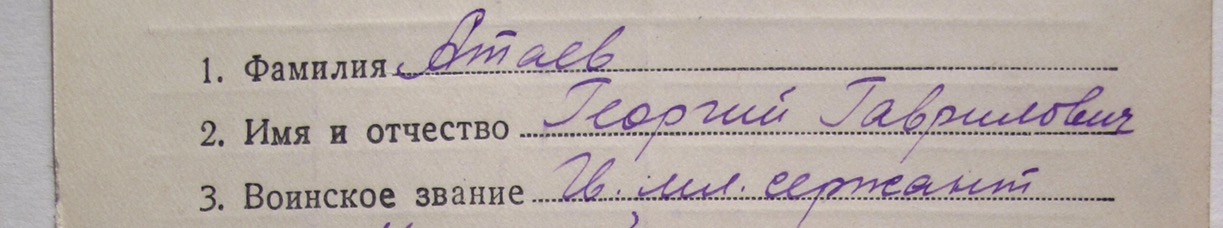 1. Фамилия Атаев
2. Имя и отчество Георгий Гаврилович
3. Воинское звание Гв. мл. сержант